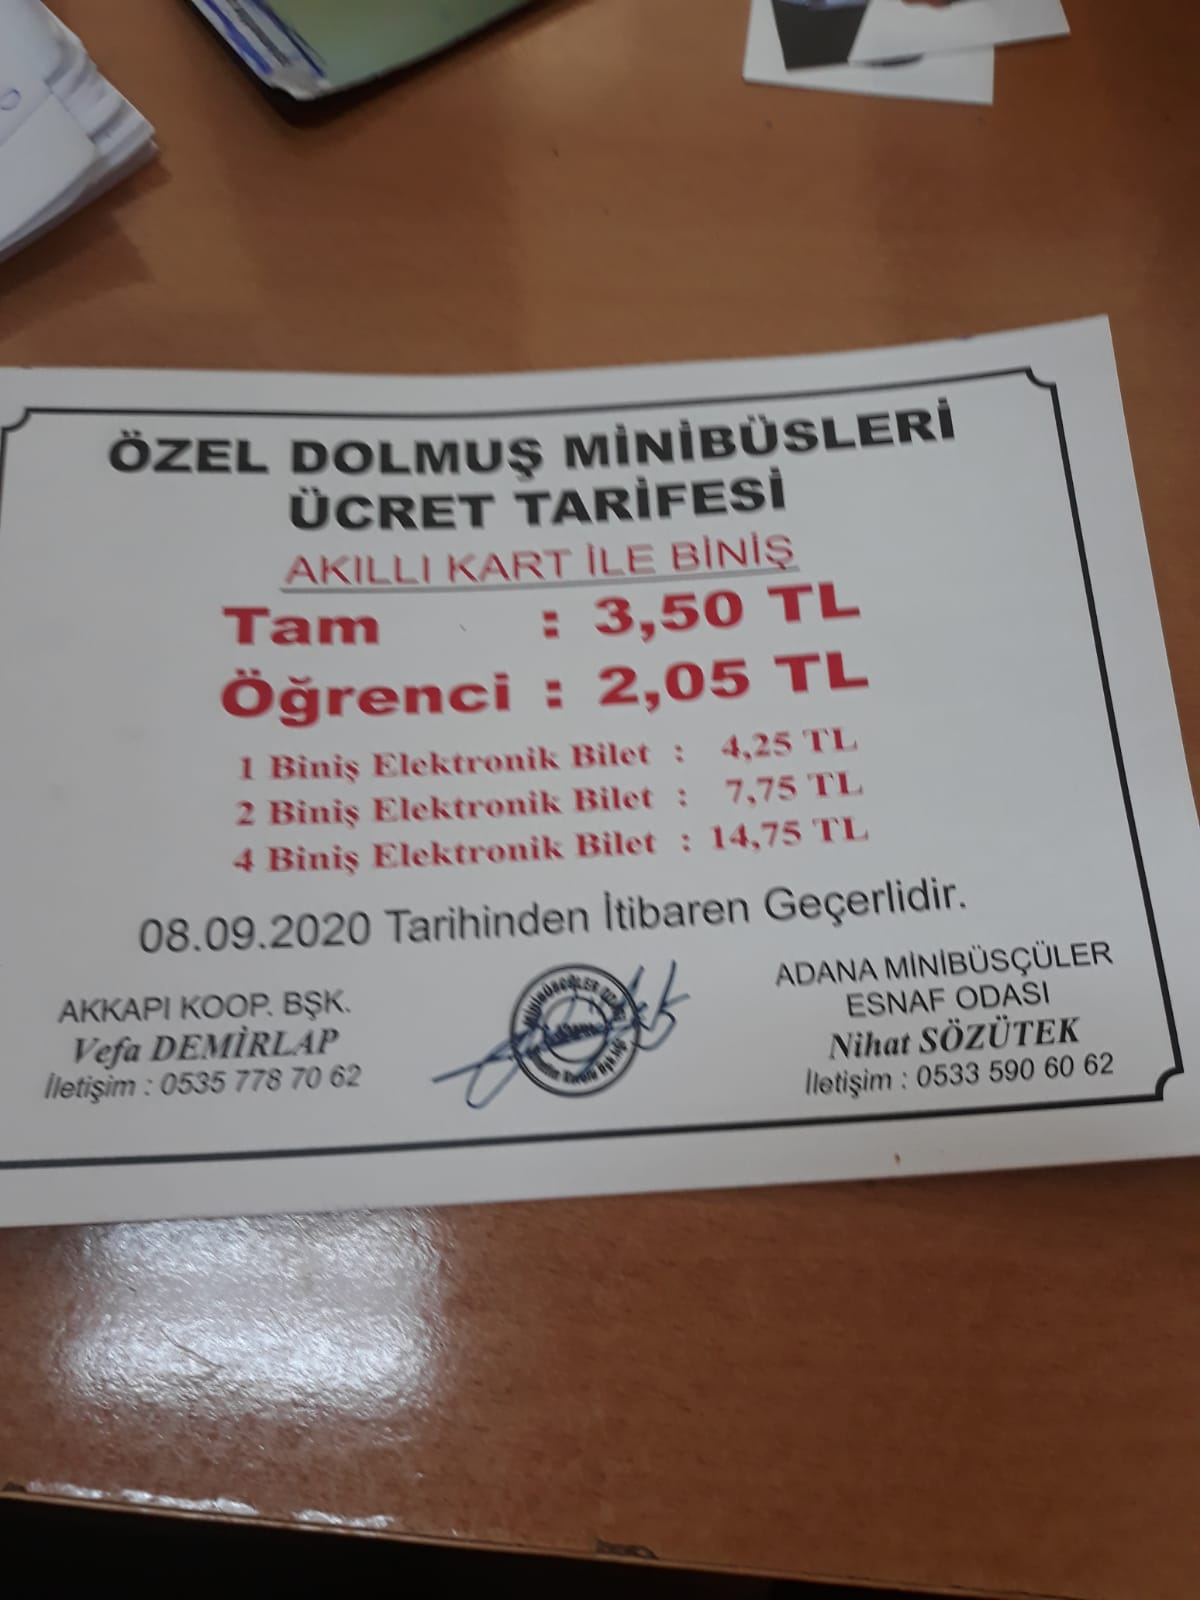 ÖZEL DOLMUŞ MİNİBÜSLERİ
ÜCRET TARİFESİ
AKILLI KART İLE BİNİŞ
Tam : 3,50 TL
Öğrenci : 2,05 TL
1 Biniş Elektronik Bilet : 4,25 TL
2 Biniş Elektronik Bilet : 7,75 TL
4 Biniş Elektronik Bilet : 14,75 TL
08.09.2020 Tarihinden İtibaren Geçerlidir.
AKKAPI KOOP. BŞK.
Vefa DEMİRLAP
İletişim : 0535 778 70 62
ADANA MİNİBÜSÇÜLER
ESNAF ODASI
Nihat SÖZÜTEK
İletişim : 0533 590 60 62